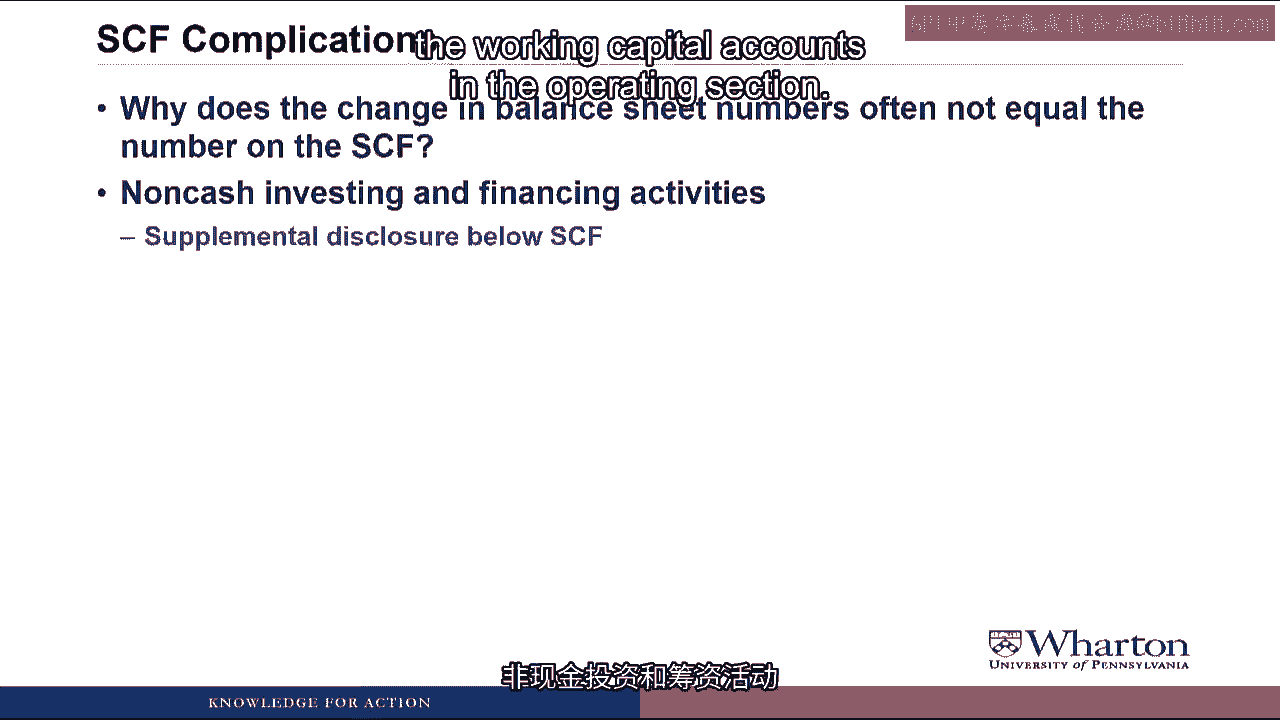 SCF Complication
the working capital accounts
in the operating section.
• Why does the change in balance sheet numbers often not equal the
number on the SCF?
• Noncash investing and financing activities
– Supplemental disclosure below SCF
Wharton
UNIVERSITY of PENNSYLVANIA
非现金投资和筹资活动
KNOWLEDGE FOR ACTION